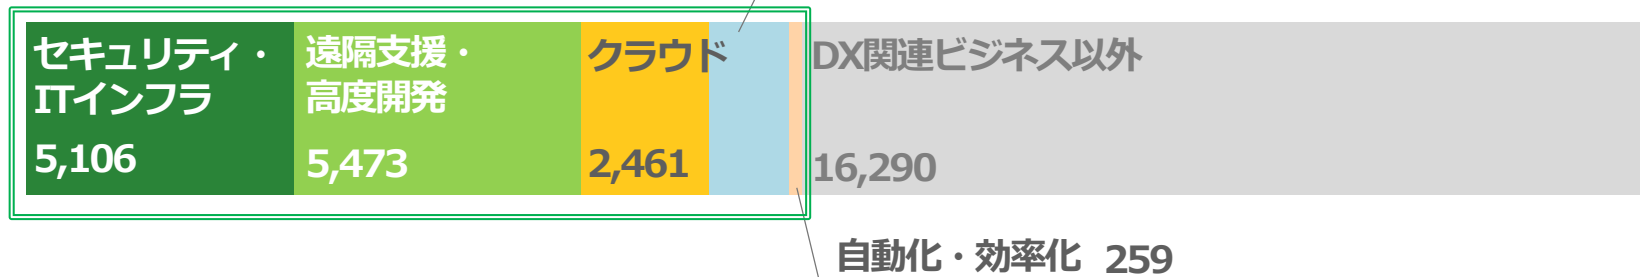 セキュリティ・
ITインフラ
5,106
遠隔支援・
高度開発
5,473
クラウド
2,461
DX関連ビジネス以外
16,290
自動化・効率化 259